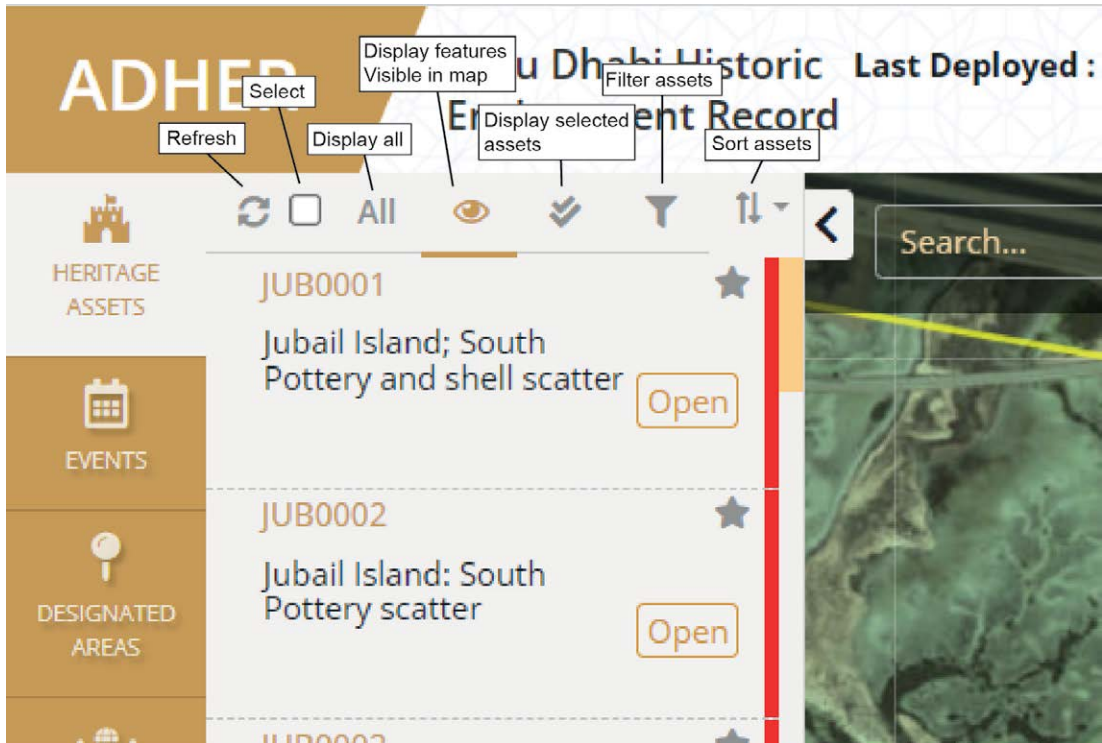 ADHER
u Dhabi Historic
Last Deployed :
Record
Display features
Visible in map
Filter assets
Select
Display selected
assets
Refresh
Display all
Sort assets
All
Search...
HERITAGE
ASSETS
JUB0001
Jubail Island; South
Pottery and shell scatter
Open
EVENTS
JUB0002
Jubail Island: South
Pottery scatter
Open
DESIGNATED
AREAS